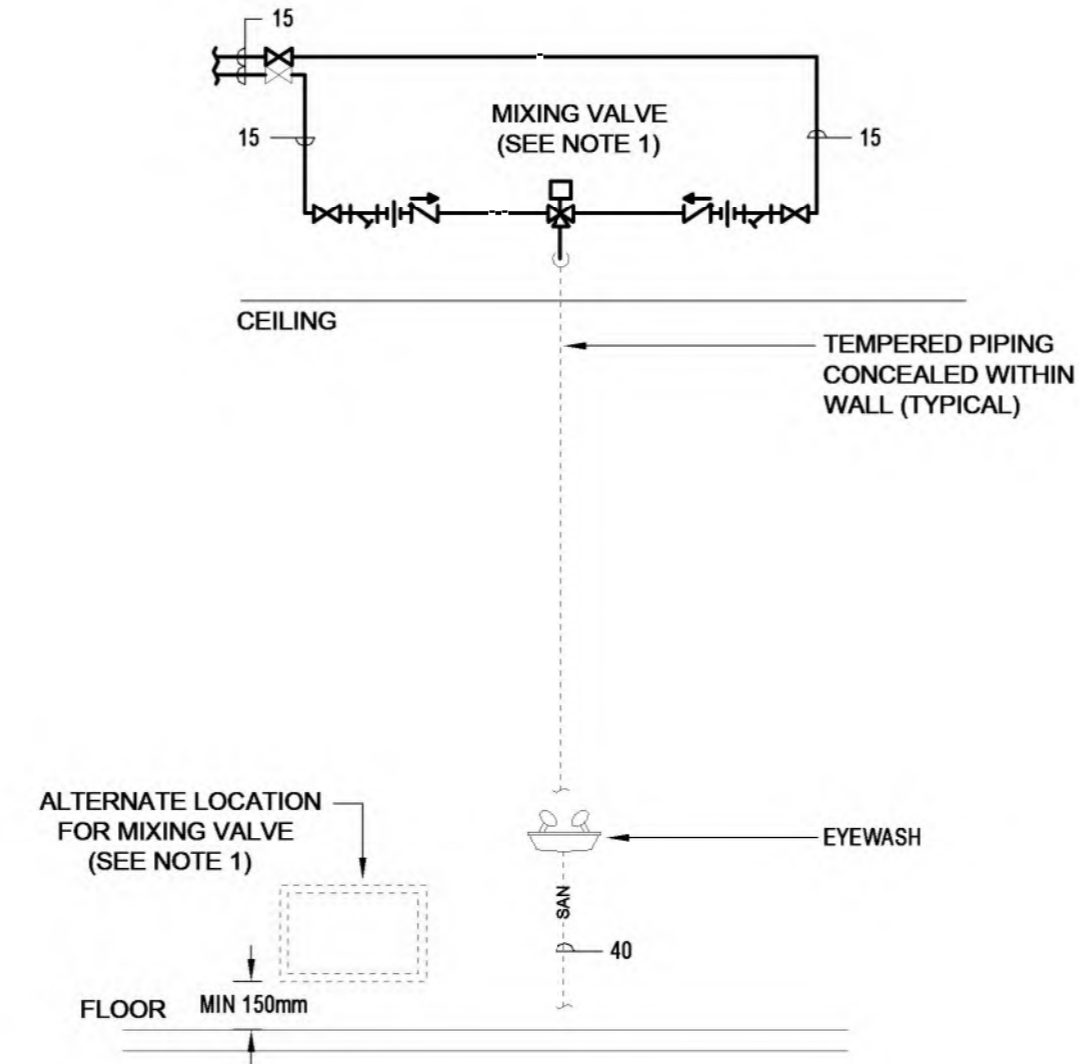 15
MIXING VALVE
(SEE NOTE 1)
15
15
CEILING
TEMPERED PIPING
CONCEALED WITHIN
WALL (TYPICAL)
ALTERNATE LOCATION
FOR MIXING VALVE
(SEE NOTE 1)
EYEWASH
SAN
40
FLOOR
MIN 150mm